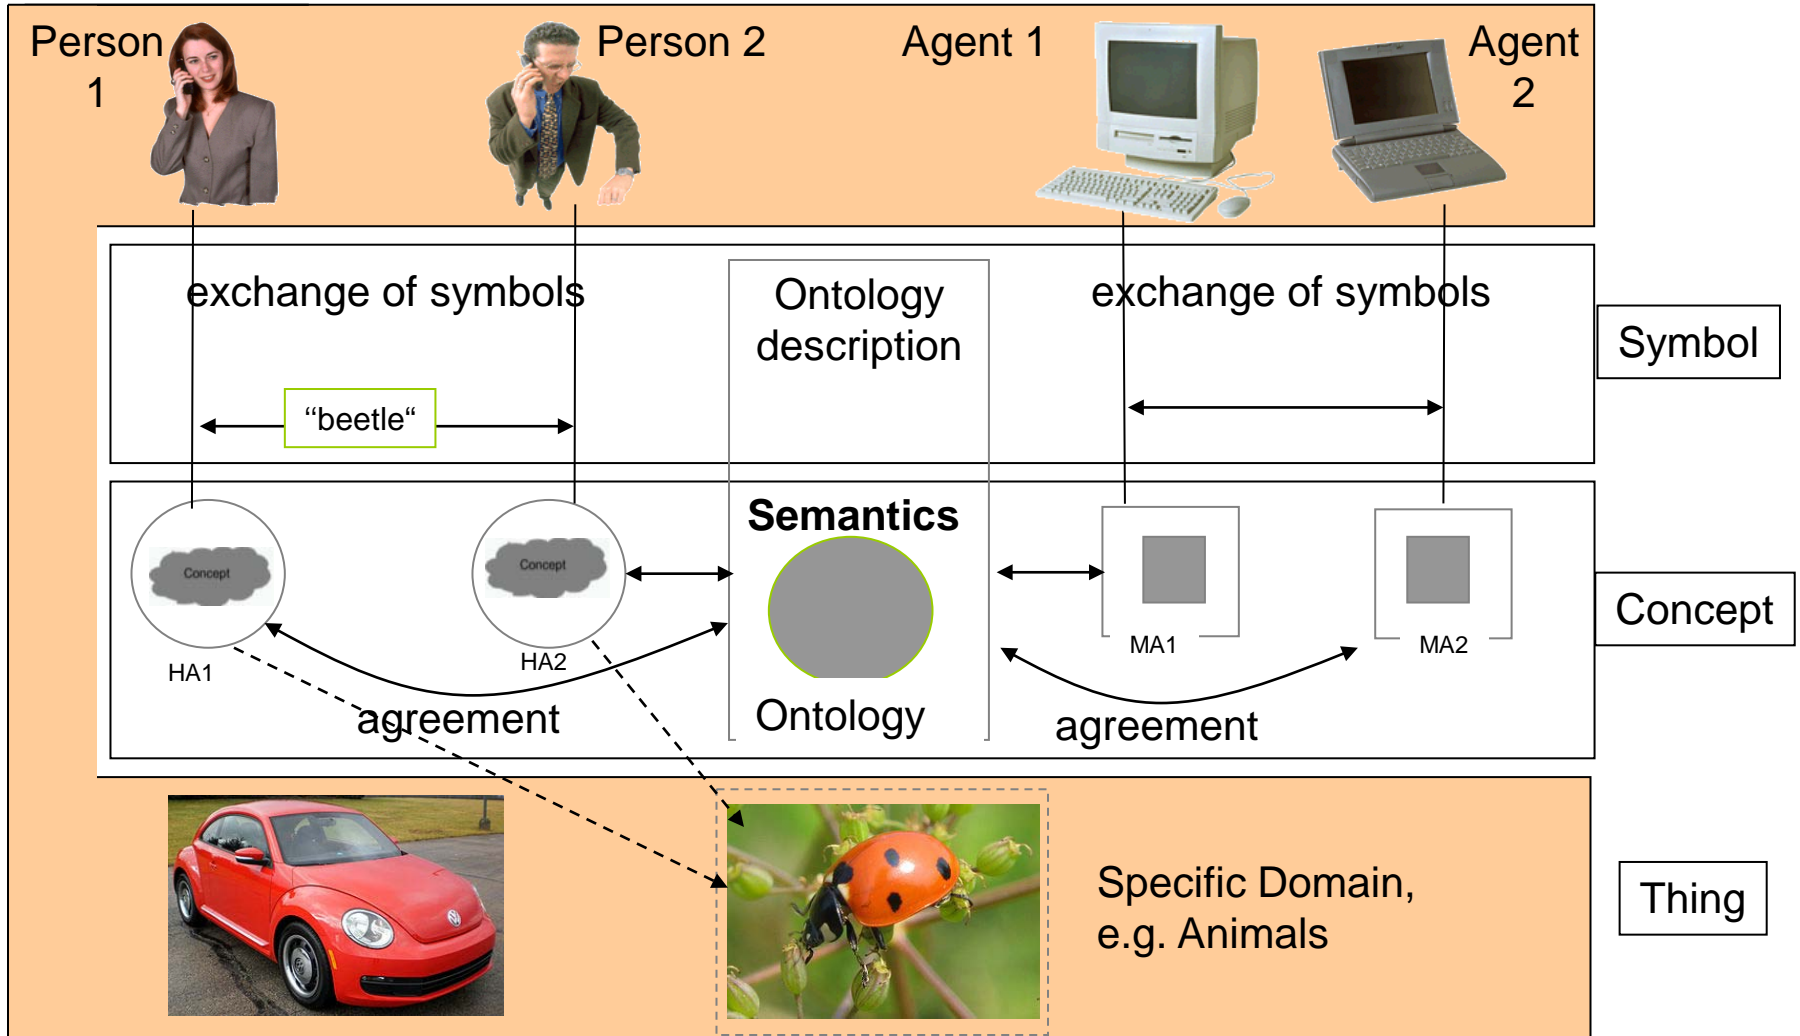 Person
1
Person 2
Agent 1
Agent
2
exchange of symbols
Ontology
description
exchange of symbols
Symbol
“beetle“
Semantics
Concept
Concept
Concept
HA1
HA2
MA1
MA2
agreement
Ontology
agreement
Specific Domain,
e.g. Animals
Thing